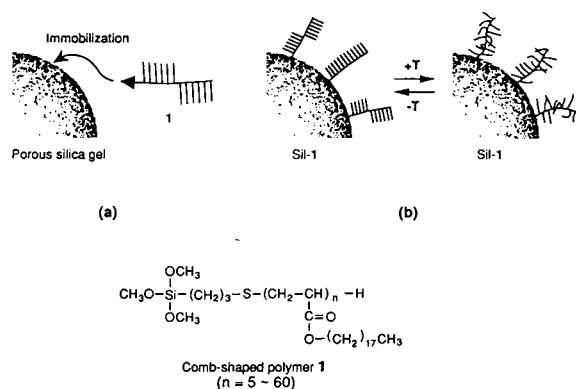 Immobilization
1
Porous silica gel
+T
-T
Sil-1
Sil-1
(a)
(b)
OCH3
CH3O-Si-(CH2)3-S-(CH2-CH)n-H
OCH3
C=O
O-(CH2)17CH3
Comb-shaped polymer 1
(n = 5 ~ 60)